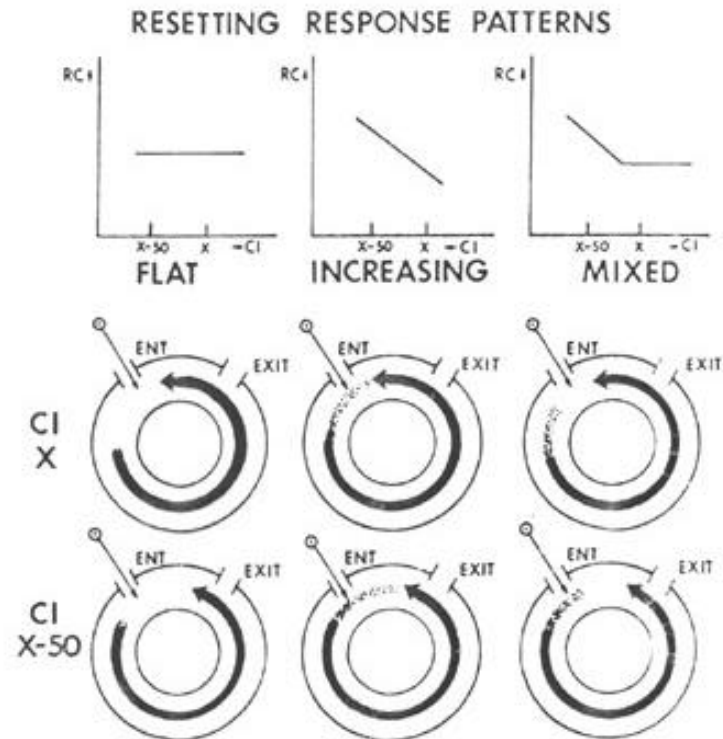 RESETTING RESPONSE PATTERNS
RC RC RC
X-50 X -CI X-50 X -CI X-50 X -CI
FLAT INCREASING MIXED
ENT EXIT ENT EXIT ENT EXIT
CI
X
ENT EXIT ENT EXIT ENT EXIT
CI
X-50